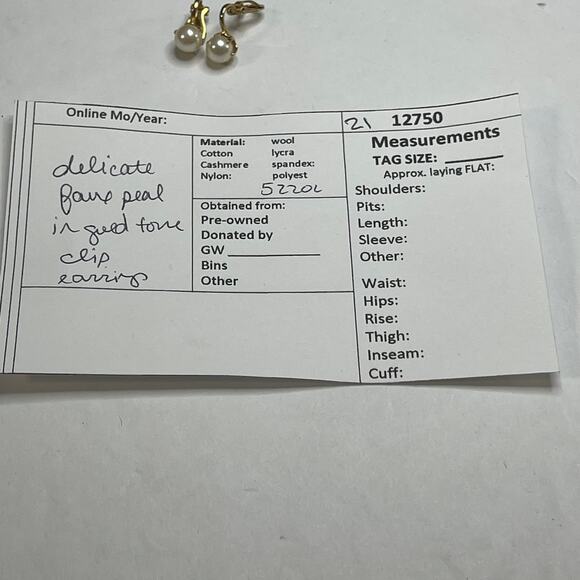 Online Mo/Year:
21 12750
delicate
faux peal
in gold tone
clip
earrings
Material: wool
Cotton lycra
Cashmere spandex:
Nylon: polyest
5220L
Obtained from:
Pre-owned
Donated by
GW
Bins
Other
Measurements
TAG SIZE:
Approx. laying FLAT:
Shoulders:
Pits:
Length:
Sleeve:
Other:
Waist:
Hips:
Rise:
Thigh:
Inseam:
Cuff: